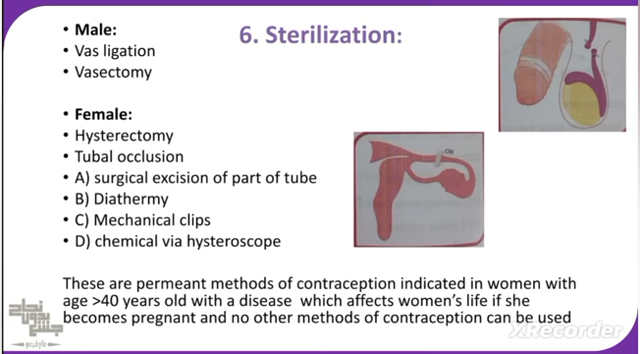 6. Sterilization:
• Male:
• Vas ligation
• Vasectomy
• Female:
• Hysterectomy
• Tubal occlusion
• A) surgical excision of part of tube
• B) Diathermy
• C) Mechanical clips
• D) chemical via hysteroscope
These are permeant methods of contraception indicated in women with
age >40 years old with a disease which affects women's life if she
becomes pregnant and no other methods of contraception can be used
XRecorder